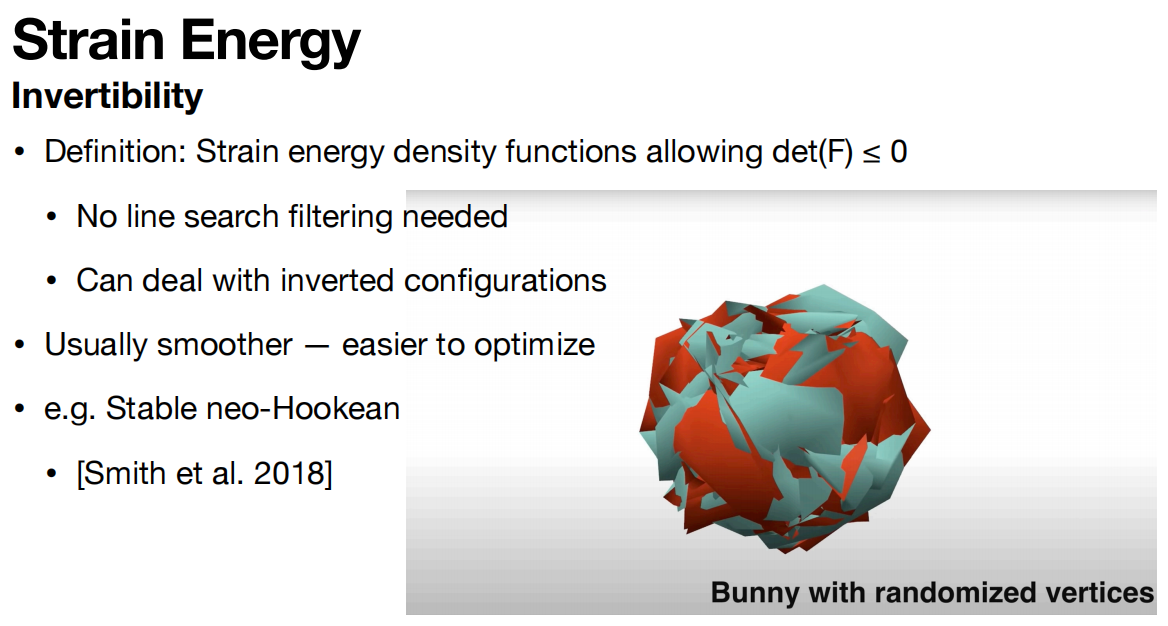 Strain Energy
Invertibility
• Definition: Strain energy density functions allowing det(F) ≤ 0
• No line search filtering needed
• Can deal with inverted configurations
• Usually smoother — easier to optimize
• e.g. Stable neo-Hookean
• [Smith et al. 2018]
Bunny with randomized vertices